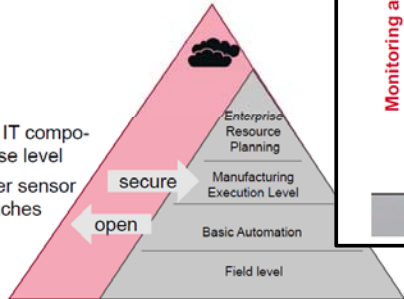 IT compo-
se level
er sensor
ches
secure
open
Enterprise
Resource
Planning
Manufacturing
Execution Level
Basic Automation
Field level
Monitoring a